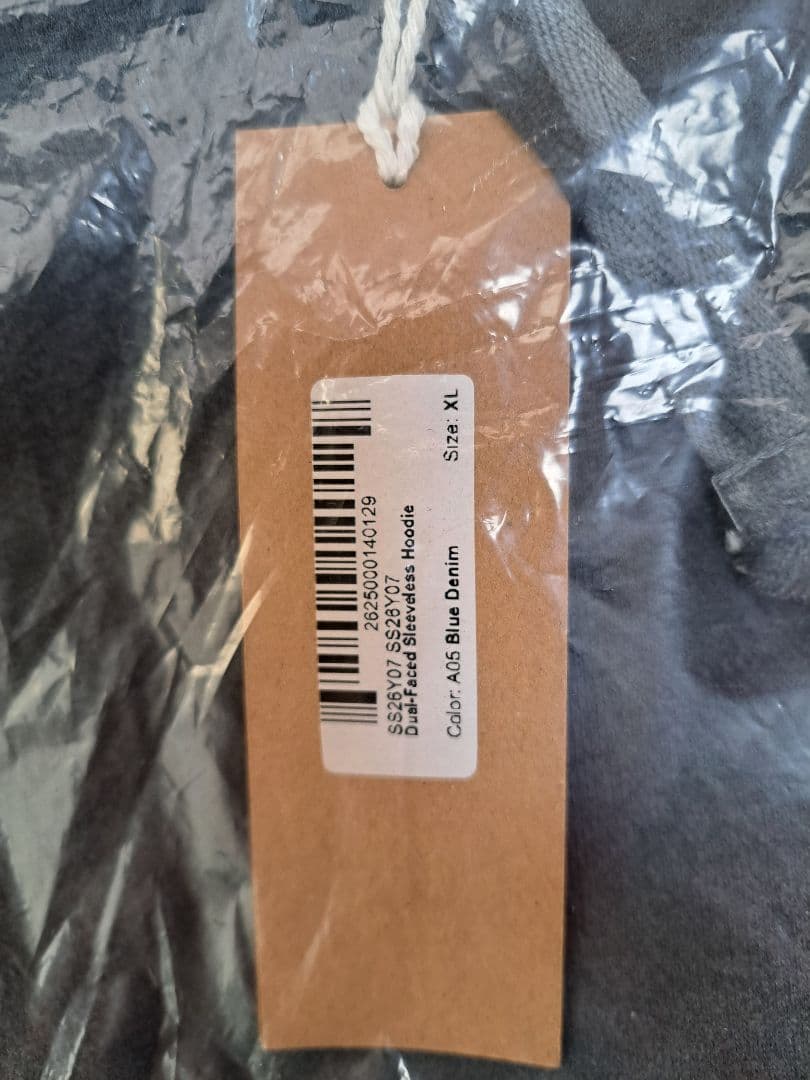 2625000140129
SS26Y07 SS26Y07
Dual-Faced Sleeveless Hoodie
Color: A05 Blue Denim Size: XL